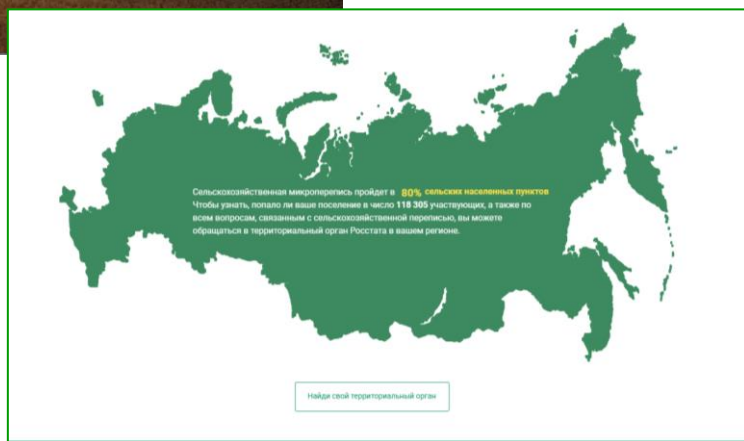 Сельскохозяйственная микроперепись пройдет в 80% сельских населенных пунктов
Чтобы узнать, попало ли ваше поселение в число 118 305 участвующих, а также по
всем вопросам, связанным с сельскохозяйственной переписью, вы можете
обращаться в территориальный орган Росстата в вашем регионе.
Найди свой территориальный орган